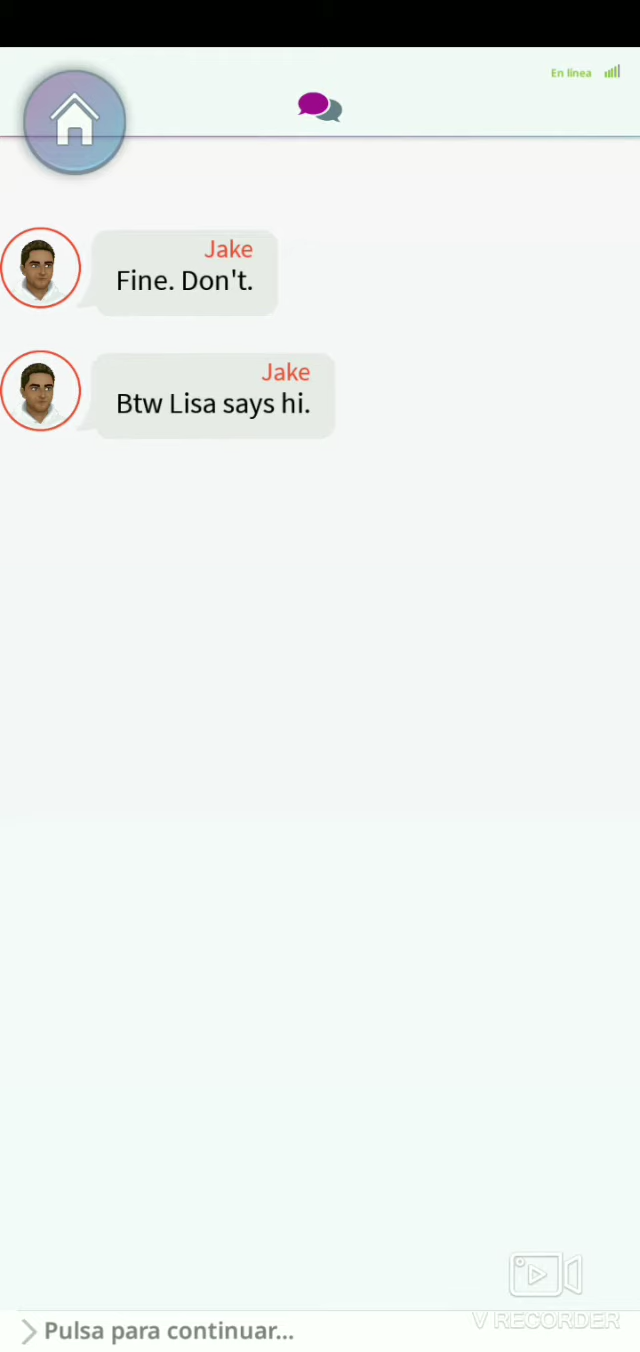 En línea
Jake
Fine. Don't.
Jake
Btw Lisa says hi.
V RECORDER
Pulsa para continuar...